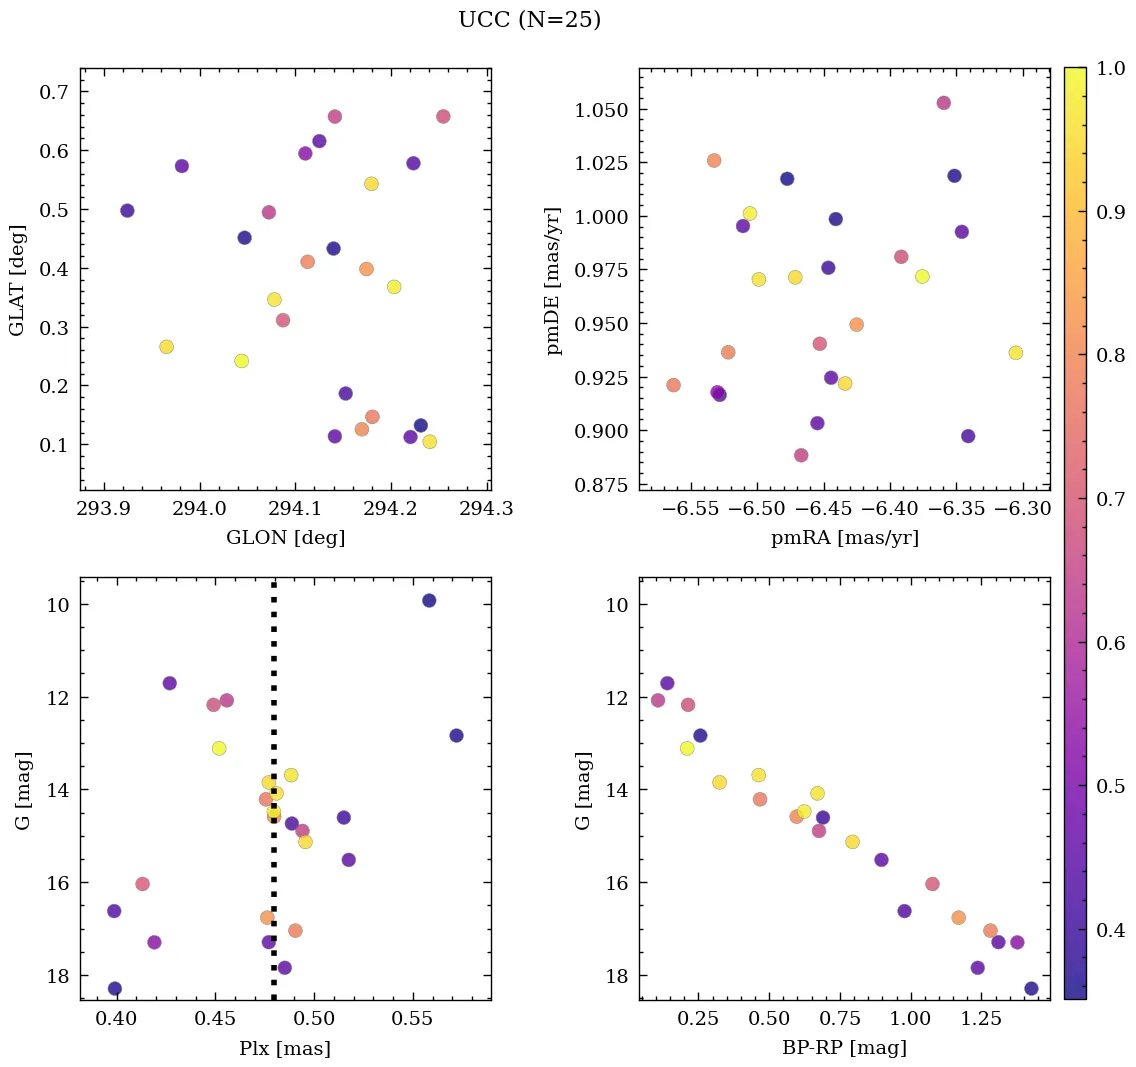 UCC (N=25)
0.7
0.6
0.5
0.4
0.3
0.2
0.1
GLAT [deg]
293.9 294.0 294.1 294.2 294.3
GLON [deg]
1.050
1.025
1.000
0.975
0.950
0.925
0.900
0.875
pmDE [mas/yr]
−6.55 −6.50 −6.45 −6.40 −6.35 −6.30
pmRA [mas/yr]
10
12
14
16
18
G [mag]
0.40 0.45 0.50 0.55
Plx [mas]
10
12
14
16
18
G [mag]
0.25 0.50 0.75 1.00 1.25
BP-RP [mag]
1.0
0.9
0.8
0.7
0.6
0.5
0.4